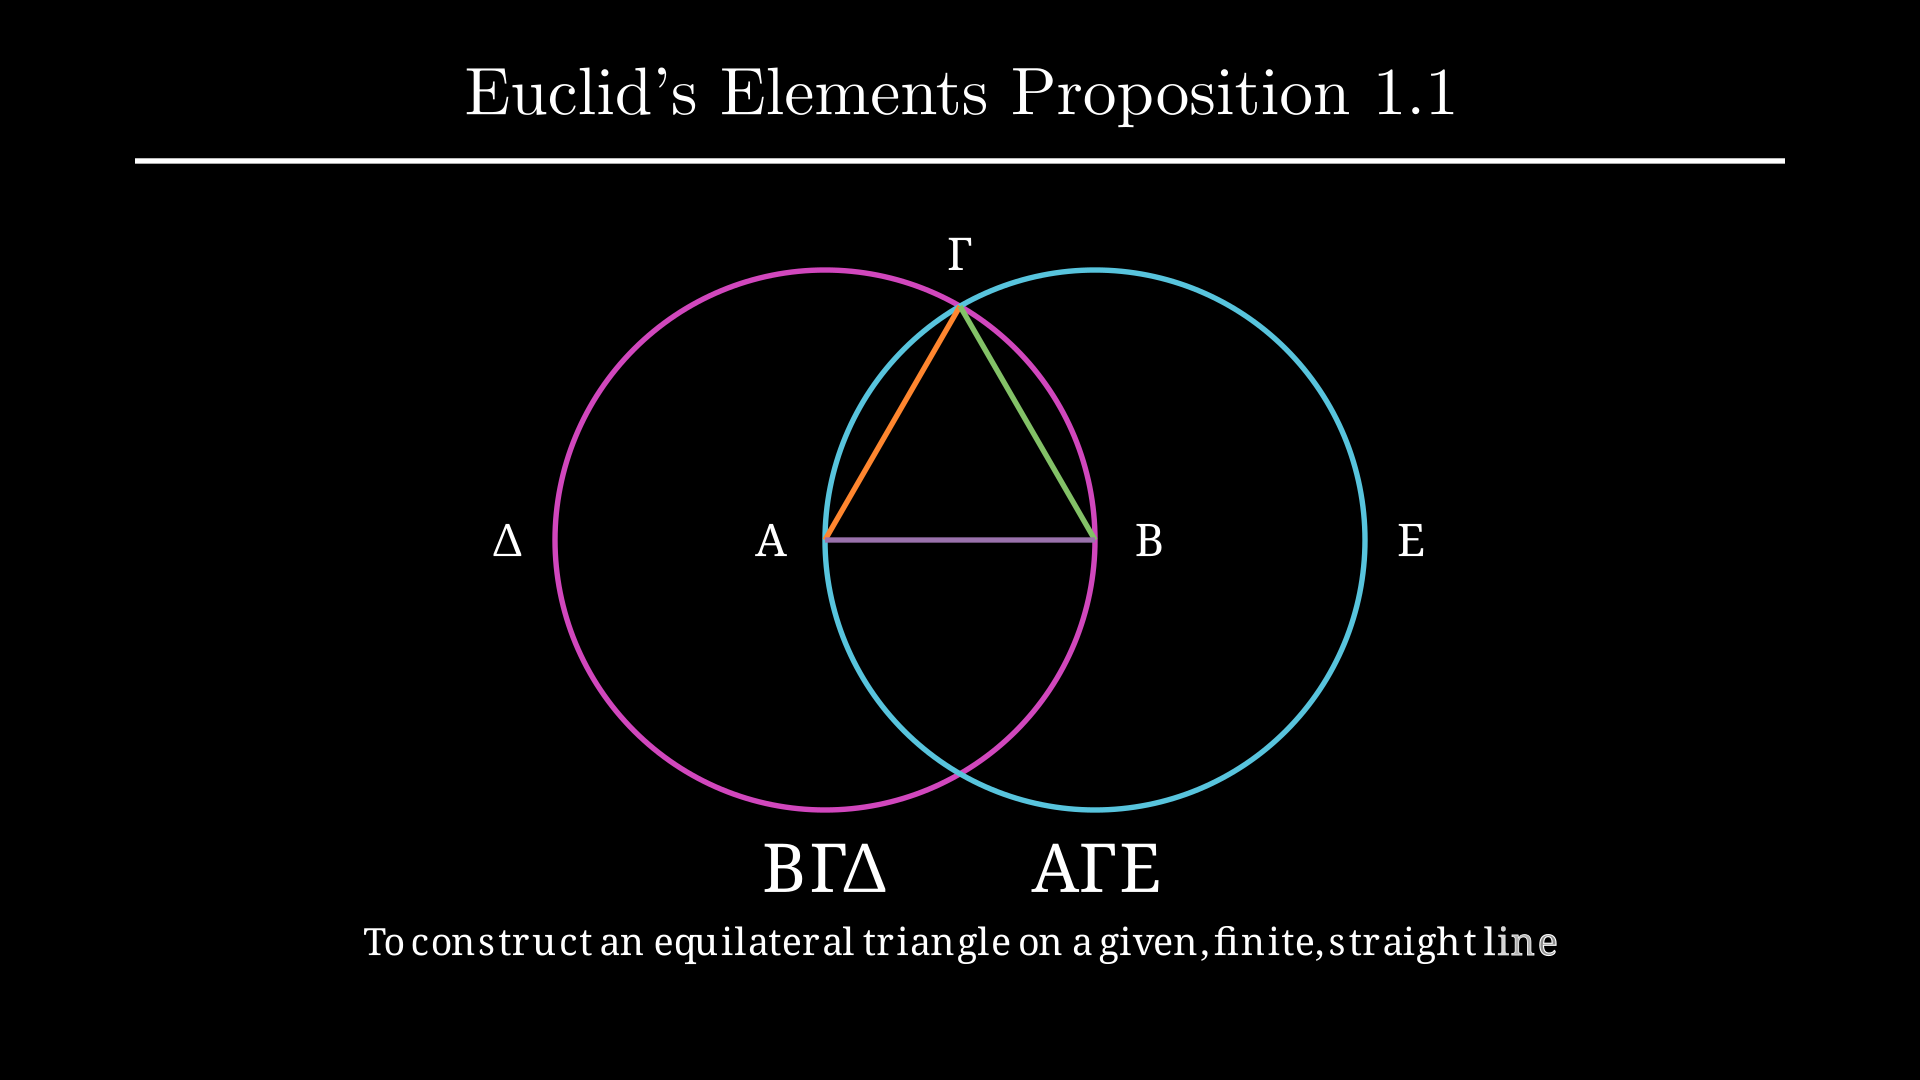 Euclid’s Elements Proposition 1.1
Γ
Δ Α Β Ε
ΒΓΔ ΑΓΕ
To construct an equilateral triangle on a given, finite, straight line